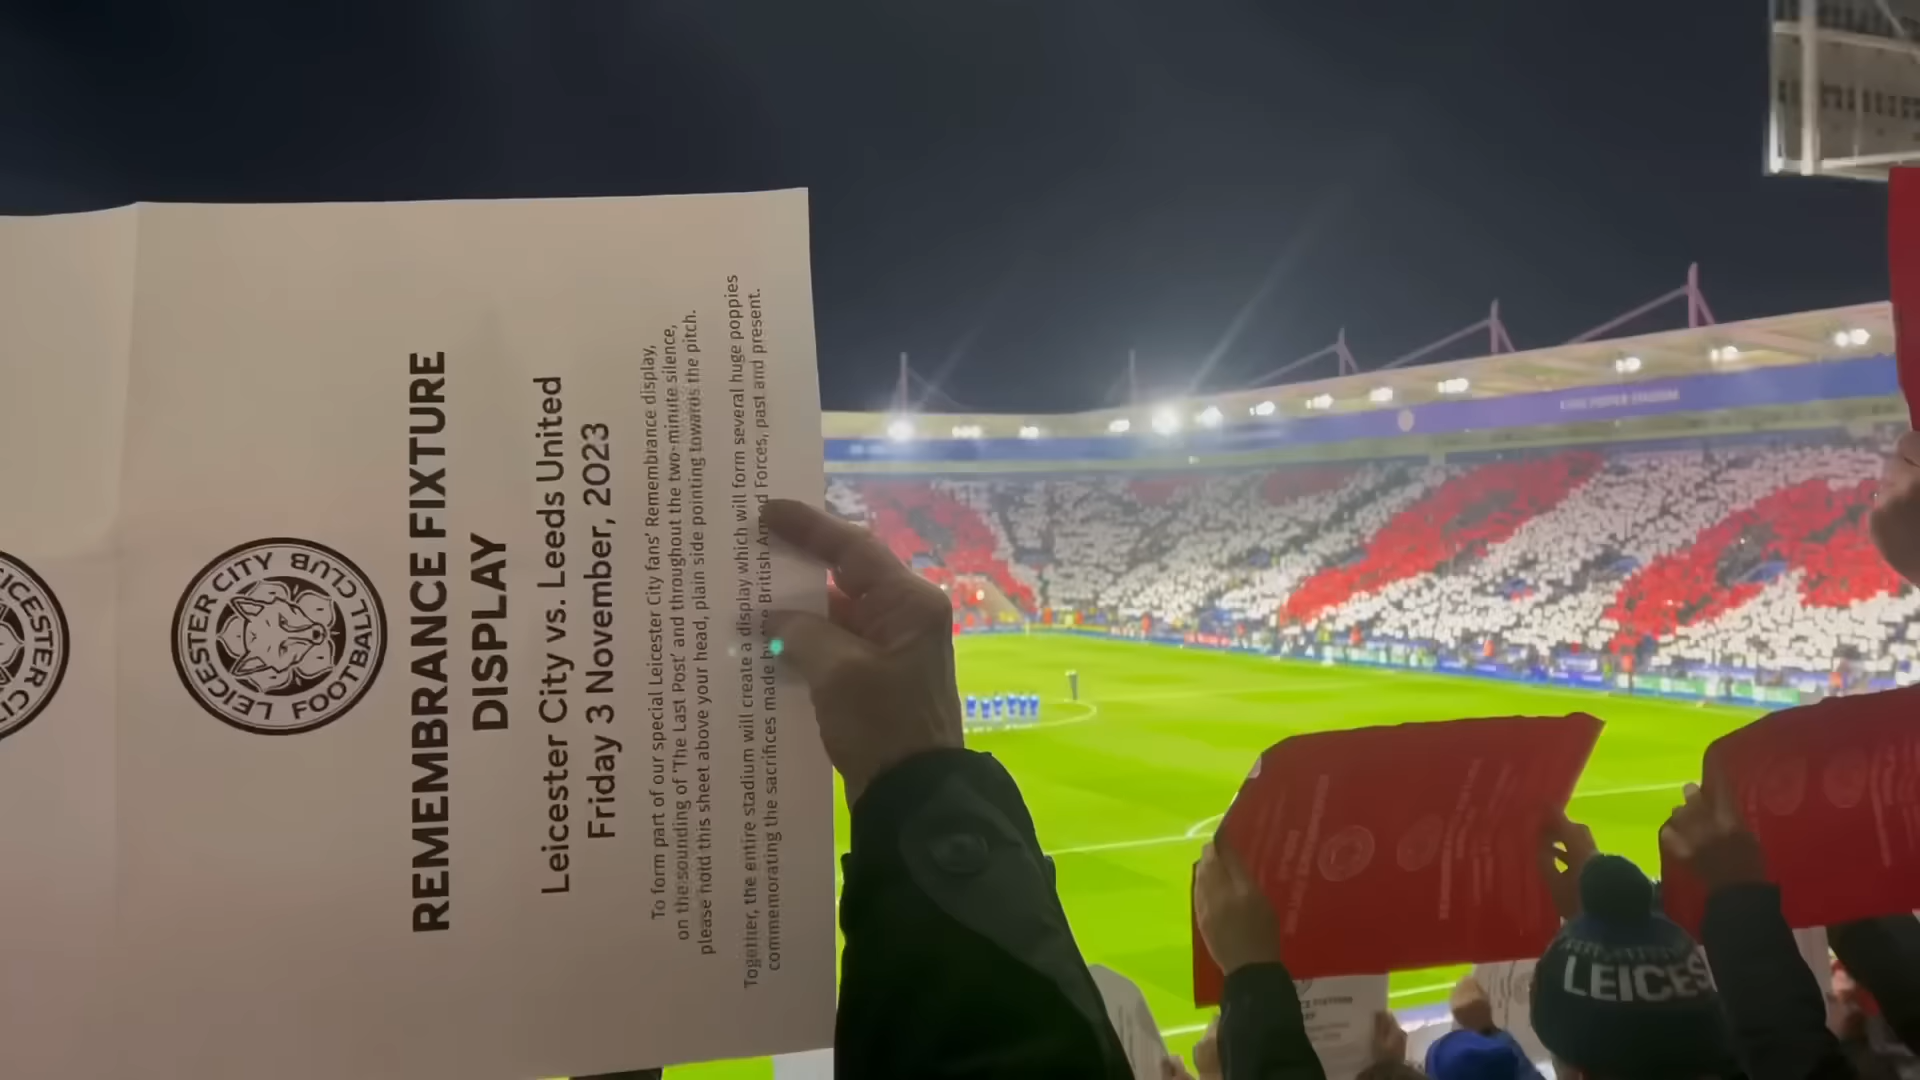 LEICESTER CITY
FOOTBALL CLUB
REMEMBRANCE FIXTURE
DISPLAY
Leicester City vs. Leeds United
Friday 3 November, 2023
To form part of our special Leicester City fans' Remembrance display,
on the sounding of 'The Last Post' and throughout the two-minute silence,
please hold this sheet above your head, plain side pointing towards the pitch.
Together, the entire stadium will create a display which will form several huge poppies
commemorating the sacrifices made by the British Armed Forces, past and present.
KING POWER STADIUM
LEICES